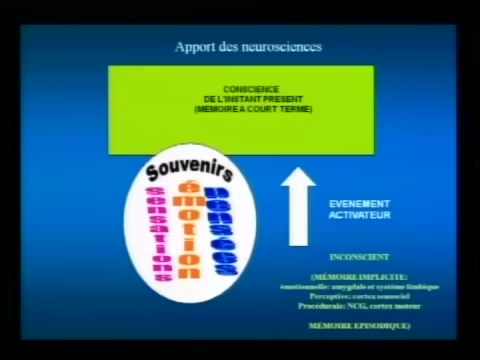 Apport des neurosciences
CONSCIENCE
DE L'INSTANT PRESENT
(MEMOIRE A COURT TERME)
Souvenirs
sensations
émotion
pensées
EVENEMENT
ACTIVATEUR
INCONSCIENT
(MÉMOIRE IMPLICITE:
émotionnelle: amygdale et système limbique
Perceptive: cortex sensoriel
Procédurale: NCG, cortex moteur
MÉMOIRE EPISODIQUE)